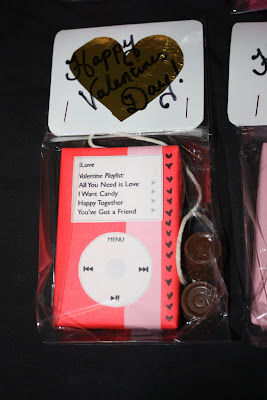 Happy
Valentines
Day!
iLove
Valentine Playlist:
All You Need is Love
I Want Candy
Happy Together
You've Got a Friend
MENU